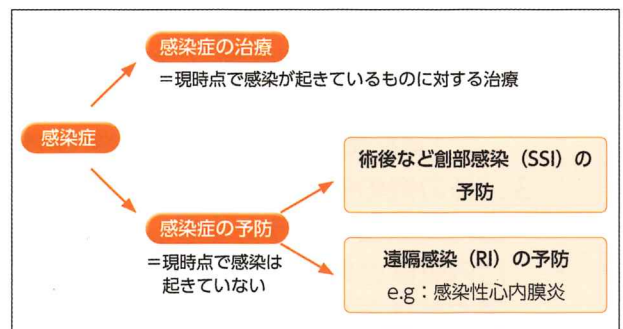 感染症の治療
=現時点で感染が起きているものに対する治療
感染症
術後など創部感染(SSI)の
予防
感染症の予防
=現時点で感染は
起きていない
遠隔感染(RI)の予防
e.g:感染性心内膜炎